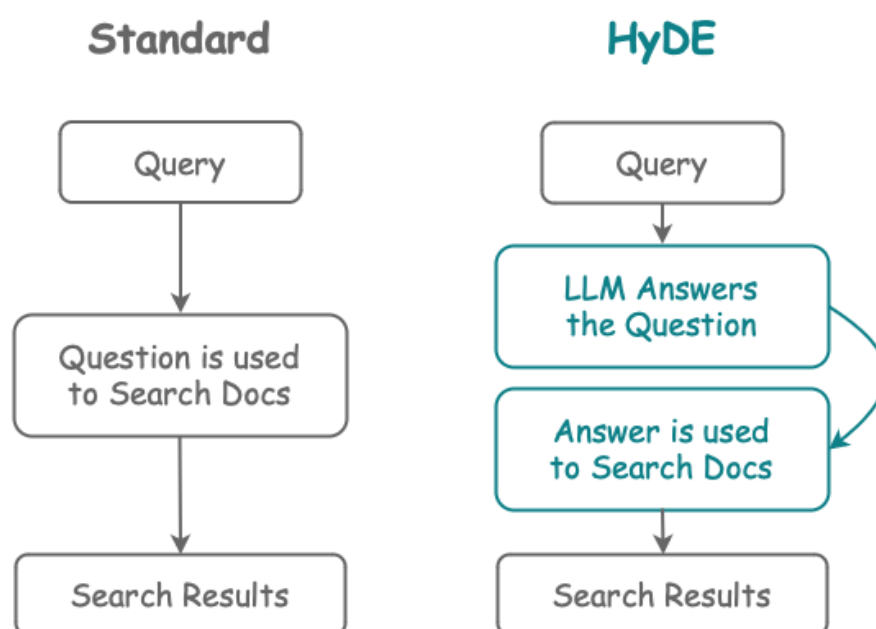 Standard
Query
Question is used
to Search Docs
Search Results
HyDE
Query
LLM Answers
the Question
Answer is used
to Search Docs
Search Results